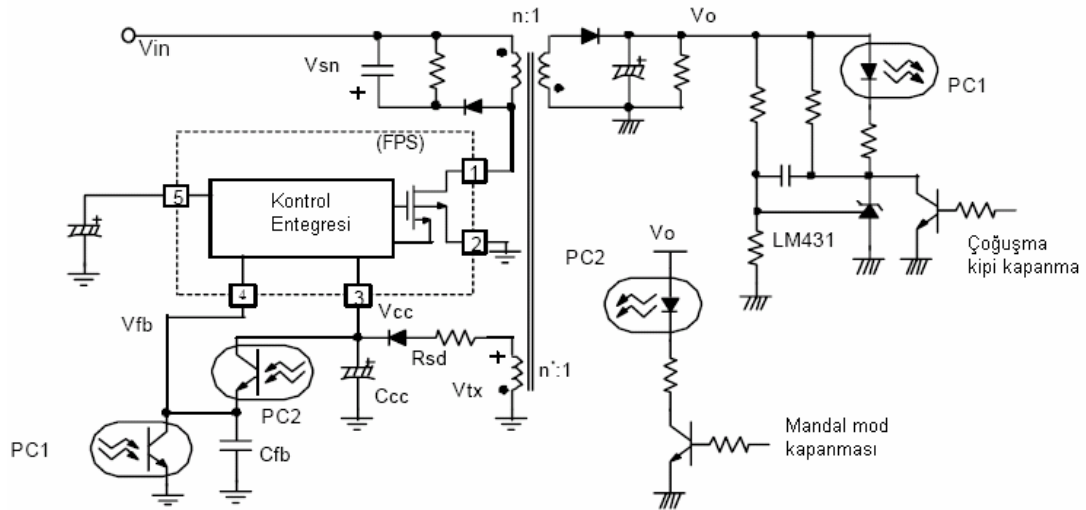 n:1
Vo
Vin
Vsn
+
+
PC1
(FPS)
1
5
Kontrol
Entegresi
+
2
LM431
Çoğuşma
kipi kapanma
Vo
PC2
4
3
Vfb
Vcc
+
Rsd
n':1
+
Vtx
Ccc
PC2
PC1
Cfb
Mandal mod
kapanması